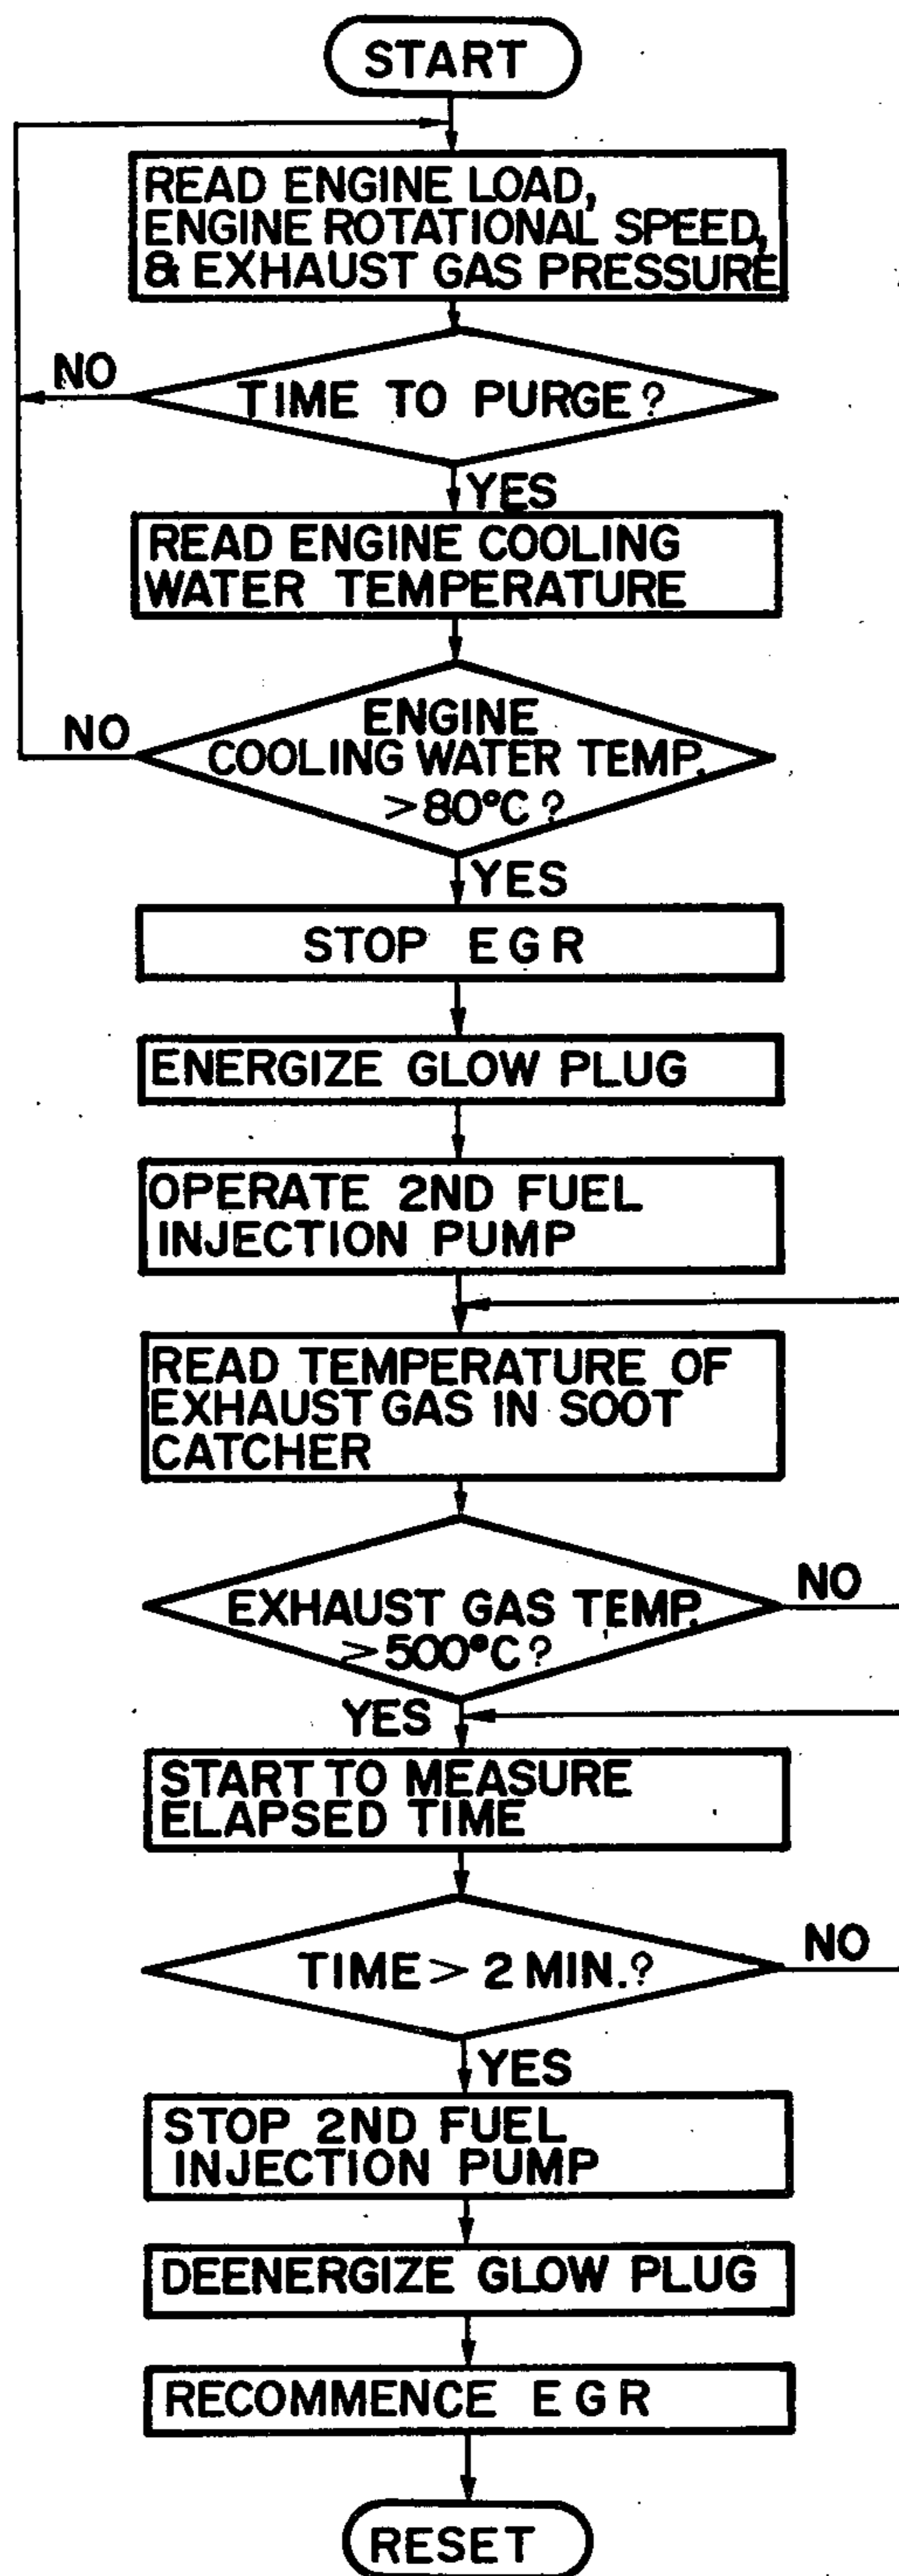 START
READ ENGINE LOAD,
ENGINE ROTATIONAL SPEED,
& EXHAUST GAS PRESSURE
NO
TIME TO PURGE?
YES
READ ENGINE COOLING
WATER TEMPERATURE
ENGINE
NO
COOLING WATER TEMP.
>80°C?
YES
STOP EGR
ENERGIZE GLOW PLUG
OPERATE 2ND FUEL
INJECTION PUMP
READ TEMPERATURE OF
EXHAUST GAS IN SOOT
CATCHER
NO
EXHAUST GAS TEMP.
>500°C?
YES
START TO MEASURE
ELAPSED TIME
NO
TIME > 2 MIN.?
YES
STOP 2ND FUEL
INJECTION PUMP
DEENERGIZE GLOW PLUG
RECOMMENCE EGR
RESET